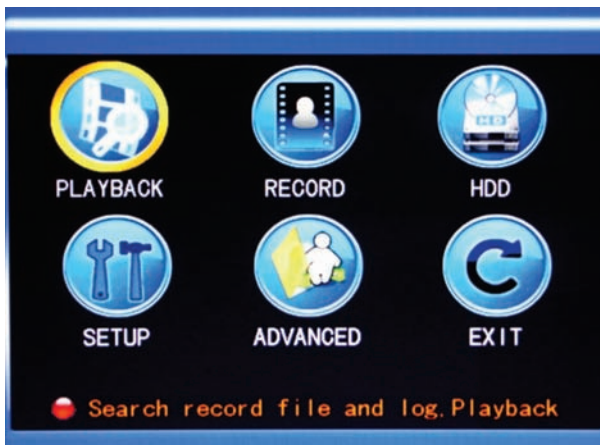 PLAYBACK RECORD HDD
HD
SETUP ADVANCED EXIT
Search record file and log. Playback